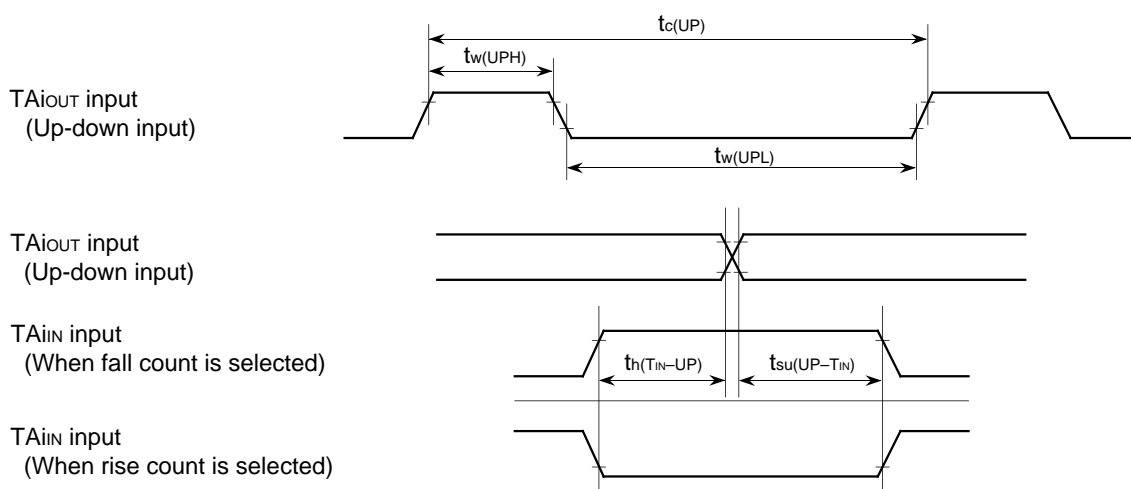 tc(UP)
tw(UPH)
TAiOUT input
(Up-down input)
tw(UPL)
TAiOUT input
(Up-down input)
TAiIN input
(When fall count is selected)
th(TIN–UP)
tsu(UP–TIN)
TAiIN input
(When rise count is selected)